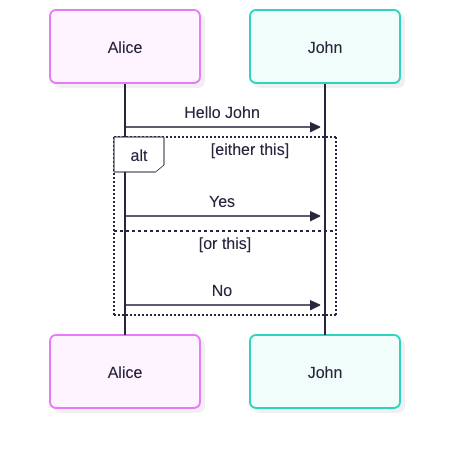 Alice
John
Hello John
alt
[either this]
Yes
[or this]
No
Alice
John